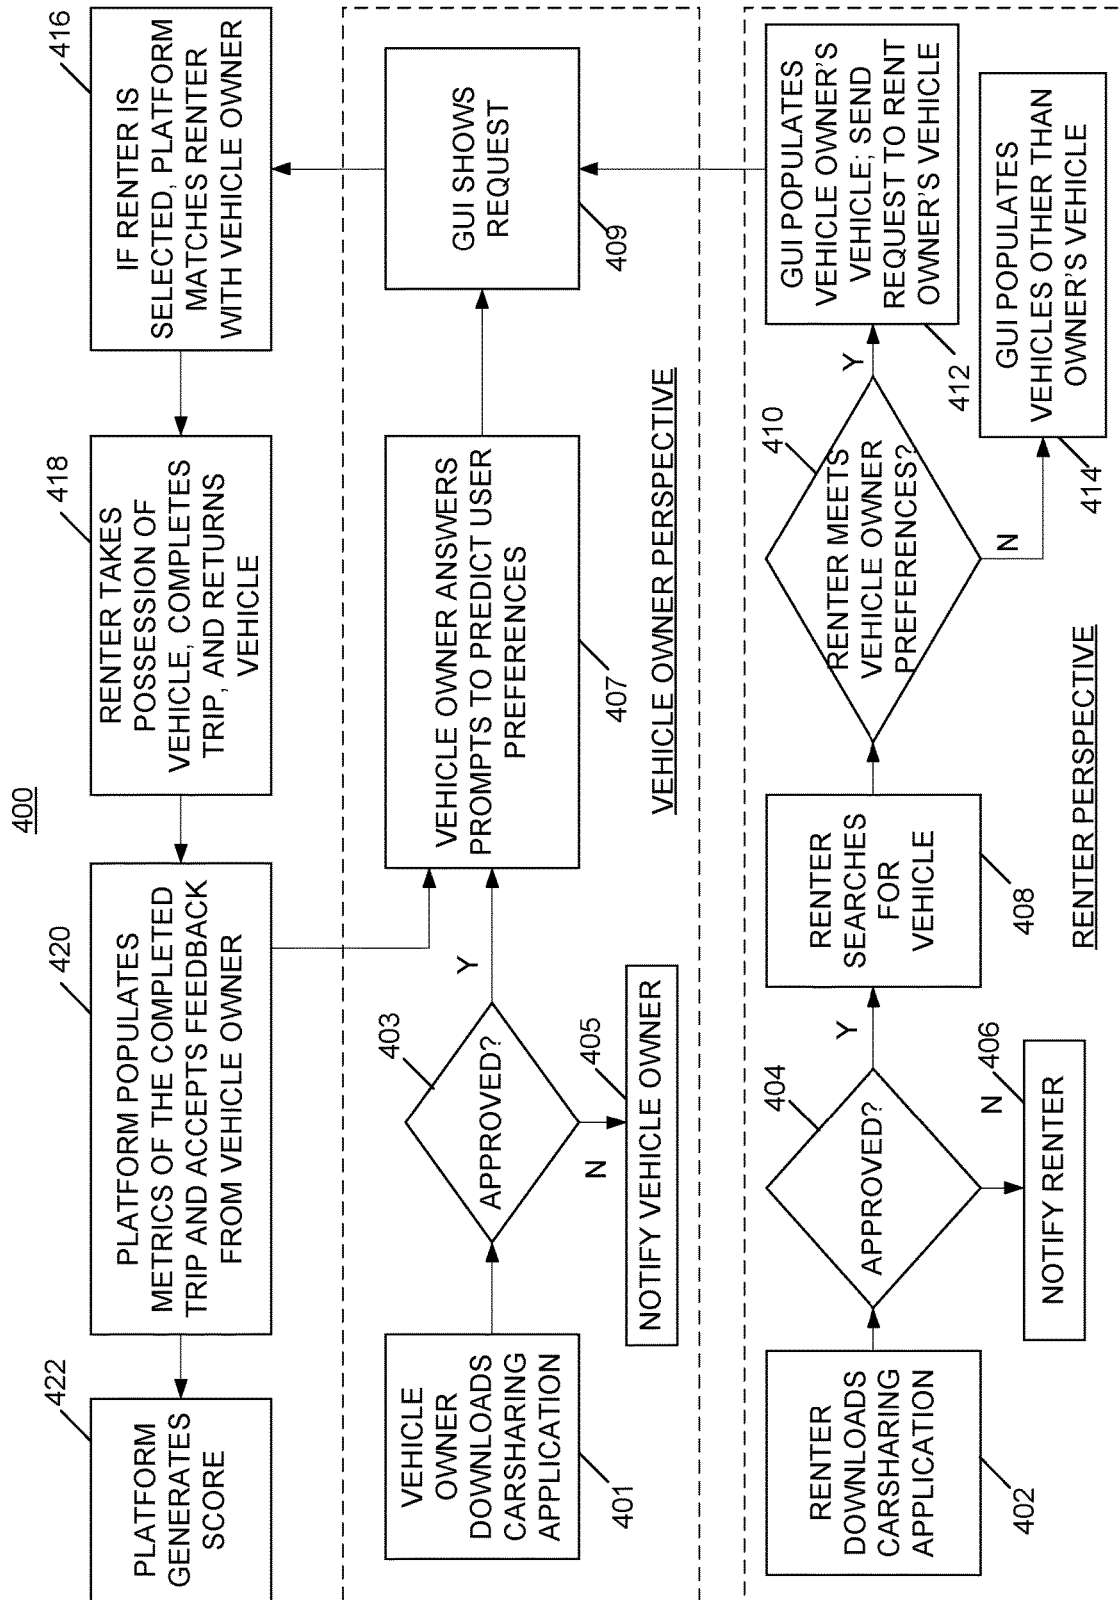 400
422
PLATFORM
GENERATES
SCORE
420
PLATFORM POPULATES
METRICS OF THE COMPLETED
TRIP AND ACCEPTS FEEDBACK
FROM VEHICLE OWNER
418
RENTER TAKES
POSSESSION OF
VEHICLE, COMPLETES
TRIP, AND RETURNS
VEHICLE
416
IF RENTER IS
SELECTED, PLATFORM
MATCHES RENTER
WITH VEHICLE OWNER
VEHICLE
OWNER
DOWNLOADS
CARSHARING
APPLICATION
401
403
APPROVED?
Y
N
405
NOTIFY VEHICLE OWNER
VEHICLE OWNER ANSWERS
PROMPTS TO PREDICT USER
PREFERENCES
407
GUI SHOWS
REQUEST
409
VEHICLE OWNER PERSPECTIVE
RENTER
DOWNLOADS
CARSHARING
APPLICATION
402
404
APPROVED?
Y
N
406
NOTIFY RENTER
RENTER
SEARCHES
FOR
VEHICLE
408
410
RENTER MEETS
VEHICLE OWNER
PREFERENCES?
Y
N
GUI POPULATES
VEHICLE OWNER'S
VEHICLE; SEND
REQUEST TO RENT
OWNER'S VEHICLE
412
GUI POPULATES
VEHICLES OTHER THAN
OWNER'S VEHICLE
414
RENTER PERSPECTIVE